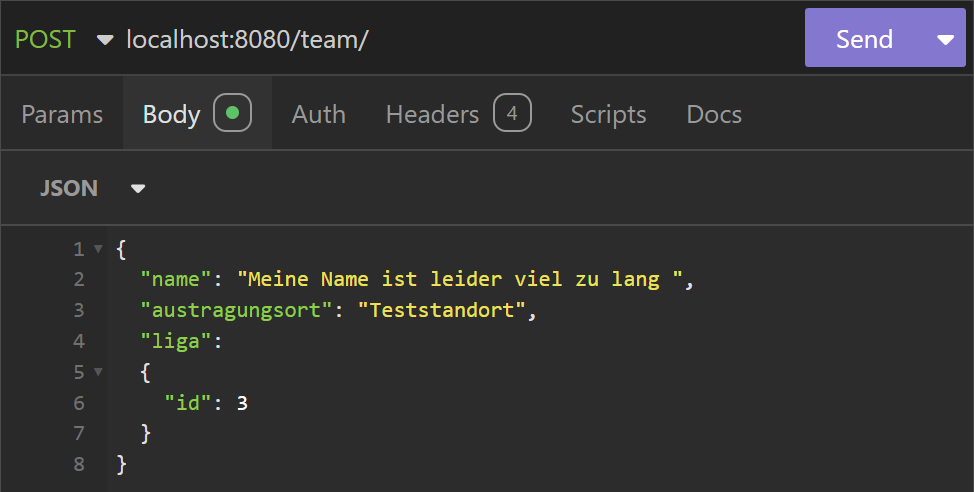 POST localhost:8080/team/ Send
Params Body Auth Headers 4 Scripts Docs
JSON
1 {
2 "name": "Meine Name ist leider viel zu lang ",
3 "austragungsort": "Teststandort",
4 "liga":
5 {
6 "id": 3
7 }
8 }